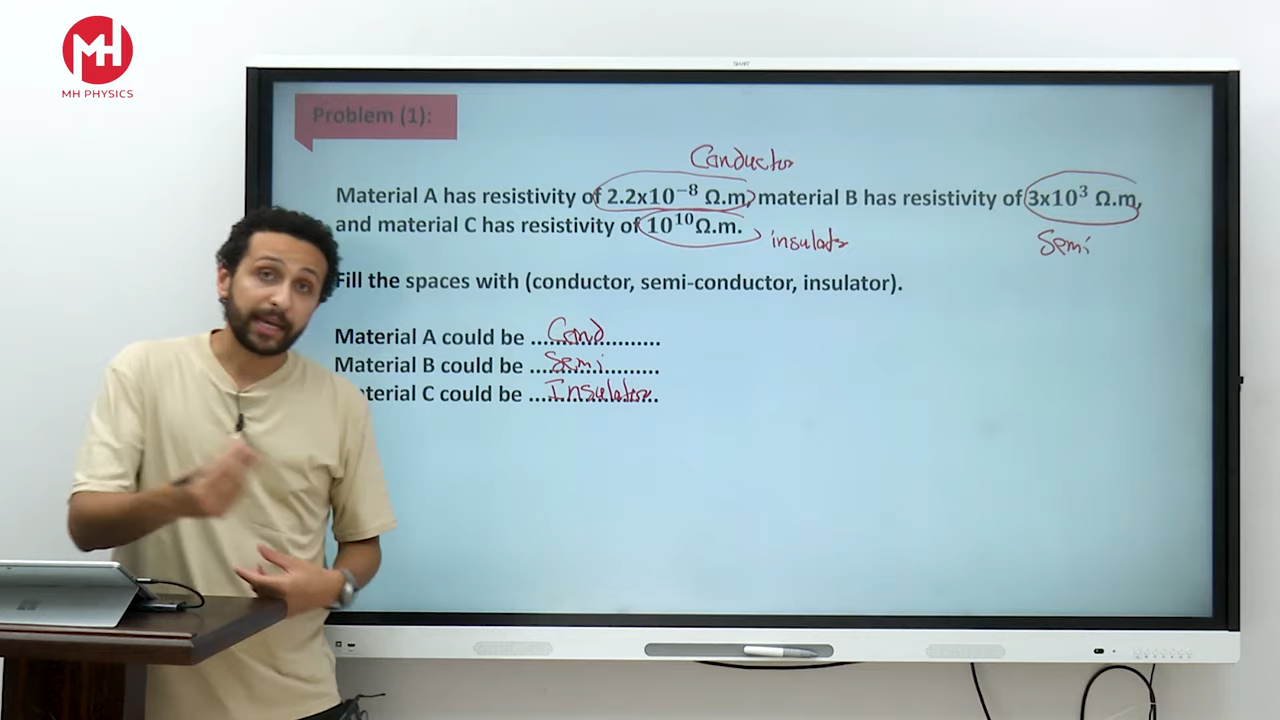 MH
MH PHYSICS
SMART
Problem (1):
Conductor
Material A has resistivity of 2.2x10⁻⁸ Ω.m, material B has resistivity of 3x10³ Ω.m,
and material C has resistivity of 10¹⁰Ω.m.
insulator
Semi
Fill the spaces with (conductor, semi-conductor, insulator).
Material A could be ...Cond...................
Material B could be ...Semi...................
aterial C could be ...Insulator...................